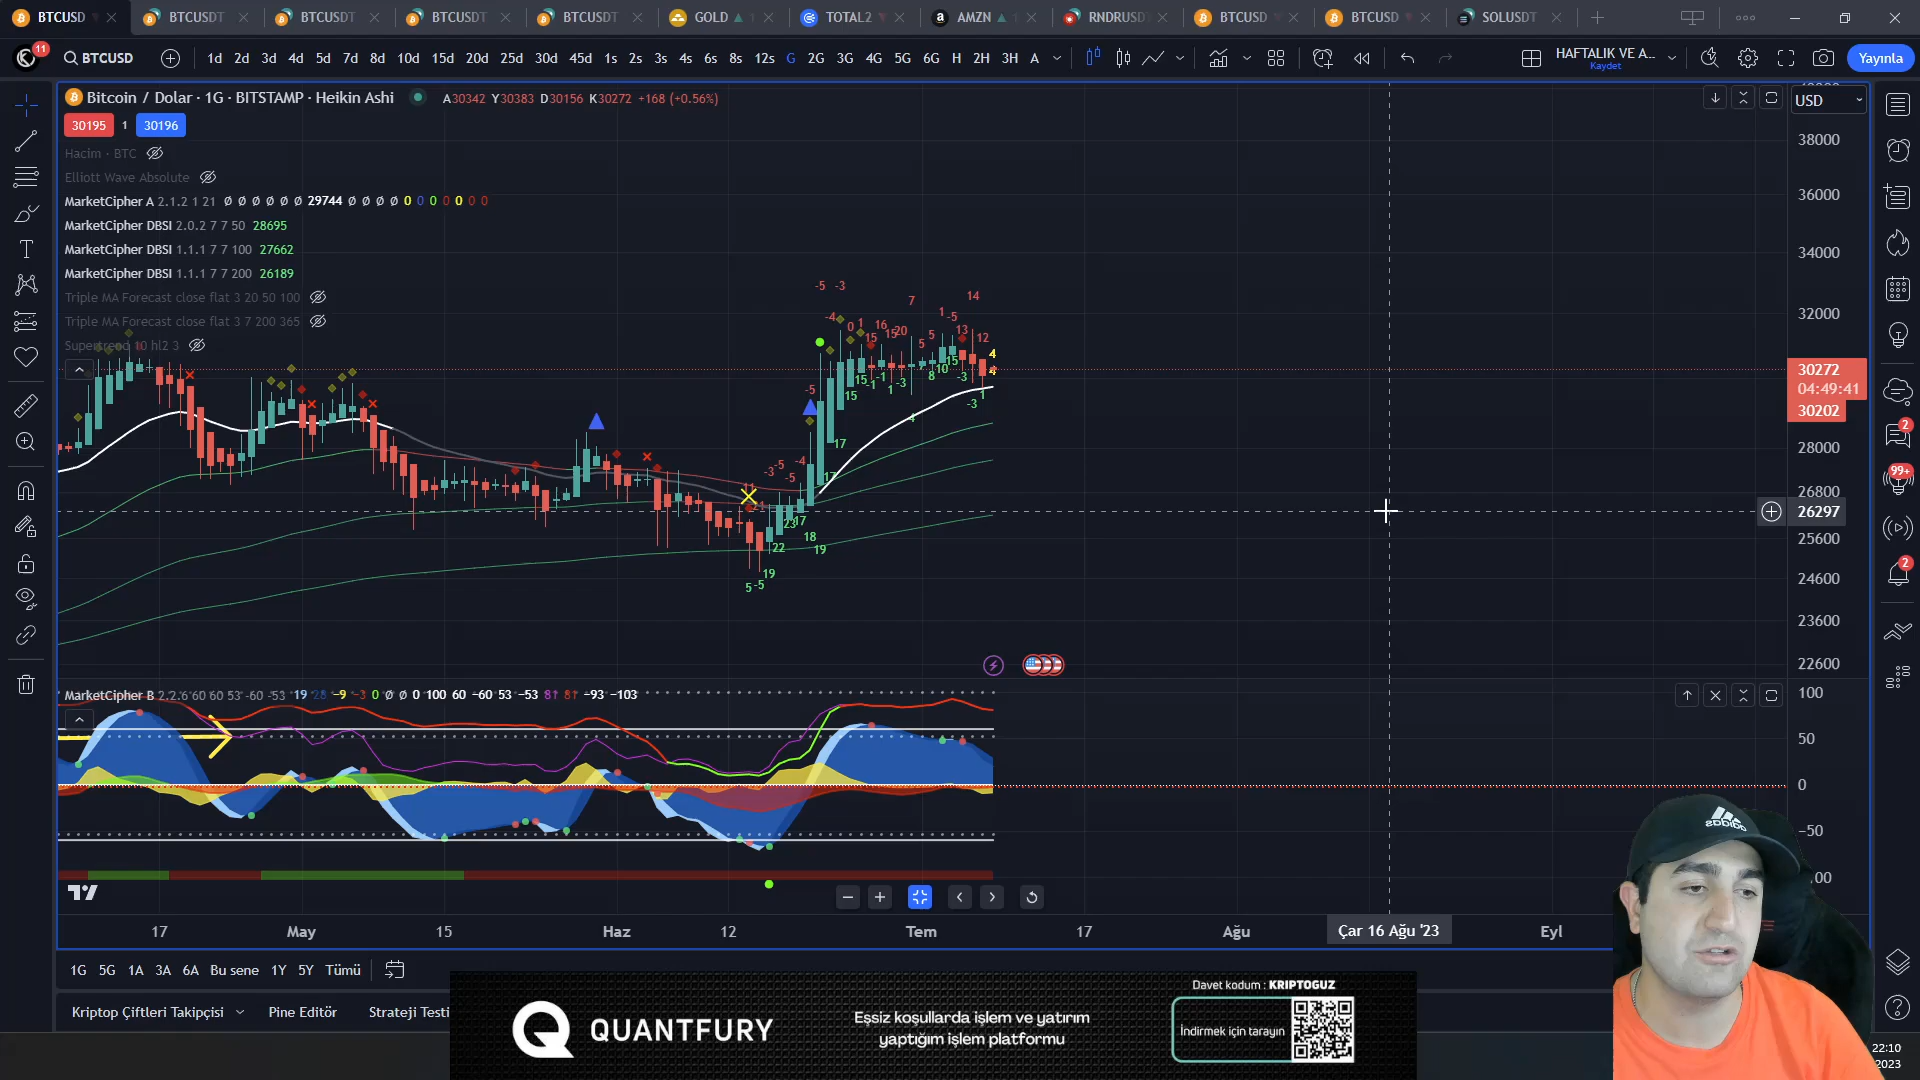 BTCUSD
BTCUSDT
BTCUSDT
BTCUSDT
BTCUSDT
GOLD
TOTAL2
AMZN
RNDRUSD
BTCUSD
BTCUSD
SOLUSDT
11
BTCUSD
1d 2d 3d 4d 5d 7d 8d 10d 15d 20d 25d 30d 45d 1s 2s 3s 4s 6s 8s 12s G 2G 3G 4G 5G 6G H 2H 3H A
HAFTALIK VE A...
Kaydet
Yayınla
Bitcoin / Dolar · 1G · BITSTAMP · Heikin Ashi
A30342 Y30383 D30156 K30272 +168 (+0.56%)
30195 1 30196
Hacim · BTC
Elliott Wave Absolute
MarketCipher A 2.1.2 1 21 Ø Ø Ø Ø Ø Ø 29744 Ø Ø Ø Ø 0 0 0 0 0 0 0
MarketCipher DBSI 2.0.2 7 7 50 28695
MarketCipher DBSI 1.1.1 7 7 100 27662
MarketCipher DBSI 1.1.1 7 7 200 26189
Triple MA Forecast close flat 3 20 50 100
Triple MA Forecast close flat 3 7 200 365
Supertrend 10 hl2 3
USD
38000
36000
34000
32000
30272
04:49:41
30202
28000
26800
26297
25600
24600
23600
22600
MarketCipher B 2.2.6 60 60 53 -60 -53 19 28 -9 -3 0 Ø Ø 0 100 60 -60 53 -53 81 81 -93 -103
100
50
0
-50
17 May 15 Haz 12 Tem 17 Ağu Çar 16 Ağu '23 Eyl
1G 5G 1A 3A 6A Bu sene 1Y 5Y Tümü
Kriptop Çiftleri Takipçisi Pine Editör Strateji Testi
QUANTFURY
Eşsiz koşullarda işlem ve yatırım
yaptığım işlem platformu
Davet kodum : KRIPTOGUZ
İndirmek için tarayın
adidas
2
99+
2
22:10
2023